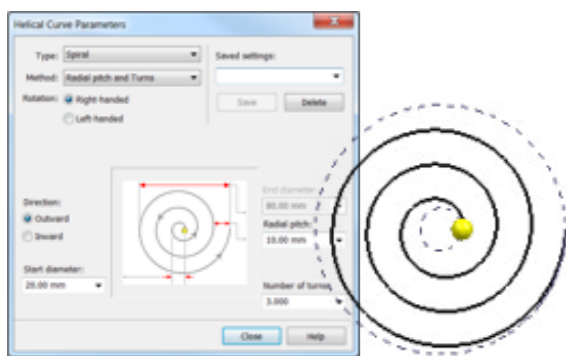 Helical Curve Parameters
Type: Spiral
Saved settings:
Method: Radial pitch and Turns
Rotation: Right-handed
Left-handed
Save
Delete
Direction:
Outward
Inward
Start diameter:
20.00 mm
End diameter:
80.00 mm
Radial pitch:
10.00 mm
Number of turns:
3.000
Close
Help